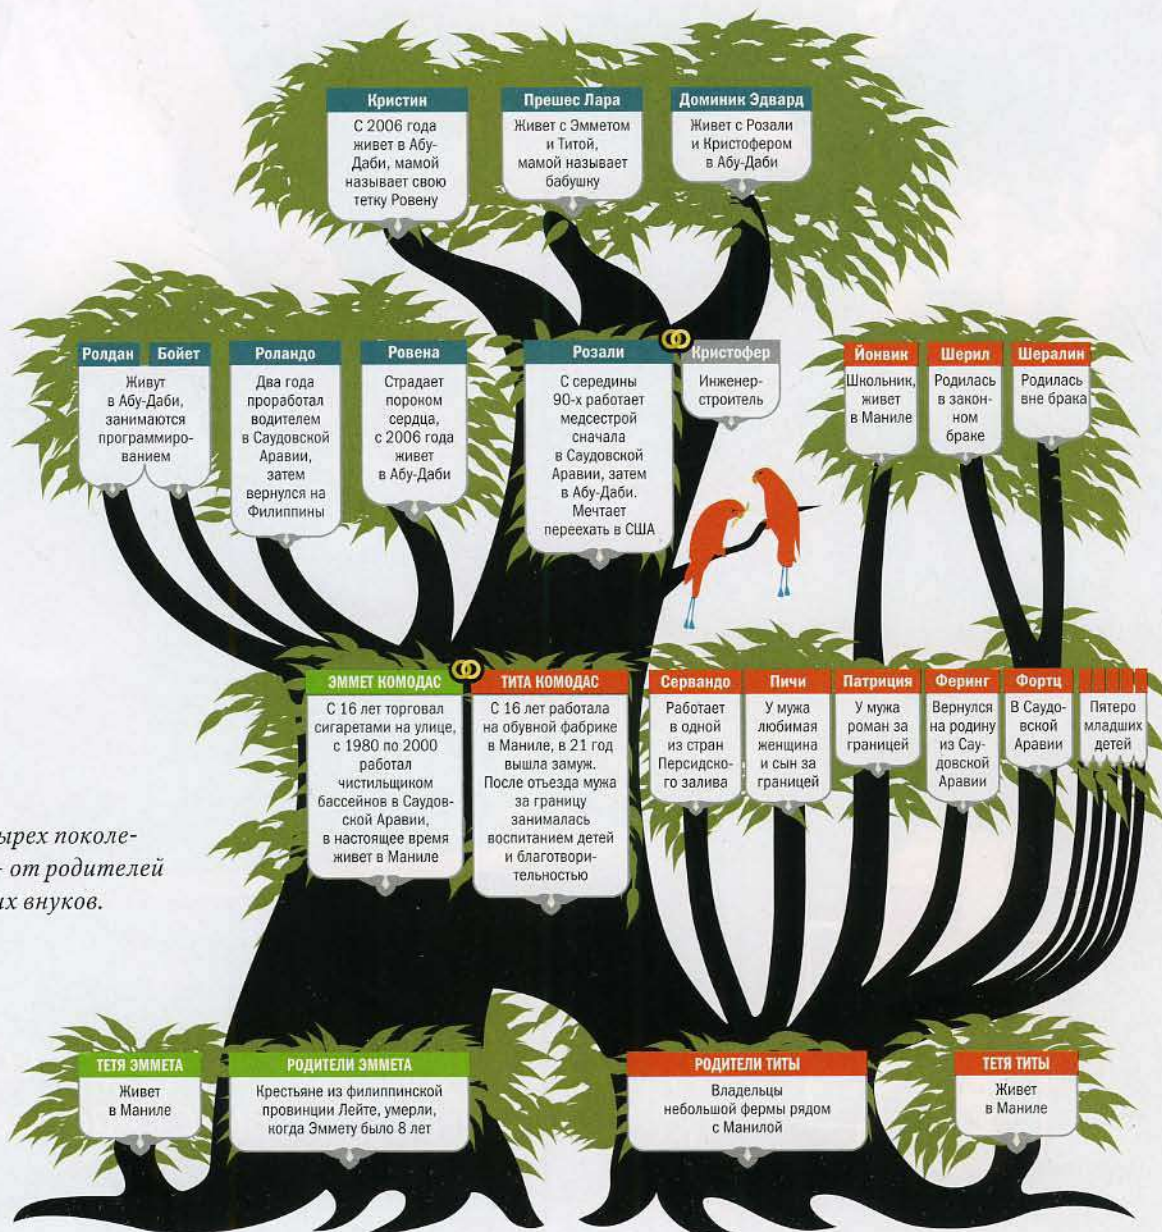 Кристин
С 2006 года
живет в Абу-
Даби, мамой
называет свою
тетку Ровену
Прешес Лара
Живет с Эмметом
и Титой,
мамой называет
бабушку
Доминик Эдвард
Живет с Розали
и Кристофером
в Абу-Даби
Ролдан
Бойет
Живут
в Абу-Даби,
занимаются
программиро-
ванием
Роландо
Два года
проработал
водителем
в Саудовской
Аравии,
затем
вернулся на
Филиппины
Ровена
Страдает
пороком
сердца,
с 2006 года
живет
в Абу-Даби
Розали
С середины
90-х работает
медсестрой
сначала
в Саудовской
Аравии, затем
в Абу-Даби.
Мечтает
переехать в США
Кристофер
Инженер-
строитель
Йонвик
Школьник,
живет
в Маниле
Шерил
Родилась
в закон-
ном
браке
Шералин
Родилась
вне брака
ЭММЕТ КОМОДАС
С 16 лет торговал
сигаретами на улице,
с 1980 по 2000
работал
чистильщиком
бассейнов в Саудов-
ской Аравии,
в настоящее время
живет в Маниле
ТИТА КОМОДАС
С 16 лет работала
на обувной фабрике
в Маниле, в 21 год
вышла замуж.
После отъезда мужа
за границу
занималась
воспитанием детей
и благотвори-
тельностью
Сервандо
Работает
в одной
из стран
Персидско-
го залива
Пичи
У мужа
любимая
женщина
и сын за
границей
Патриция
У мужа
роман за
границей
Феринг
Вернулся
на родину
из Сау-
довской
Аравии
Фортц
В Саудо-
вской
Аравии
Пятеро
младших
детей
ырех поколе-
– от родителей
их внуков.
ТЕТЯ ЭММЕТА
Живет
в Маниле
РОДИТЕЛИ ЭММЕТА
Крестьяне из филиппинской
провинции Лейте, умерли,
когда Эммету было 8 лет
РОДИТЕЛИ ТИТЫ
Владельцы
небольшой фермы рядом
с Манилой
ТЕТЯ ТИТЫ
Живет
в Маниле